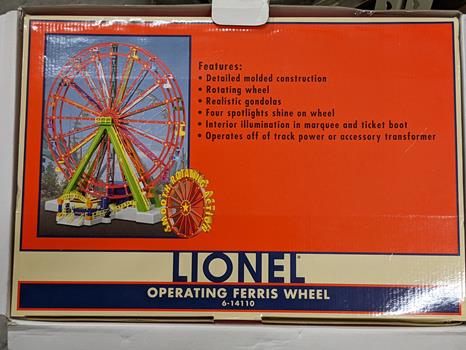 Features:
• Detailed molded construction
• Rotating wheel
• Realistic gondolas
• Four spotlights shine on wheel
• Interior illumination in marquee and ticket boot
• Operates off of track power or accessory transformer
SMOOTH ROTATING ACTION
LIONEL®
OPERATING FERRIS WHEEL
6-14110